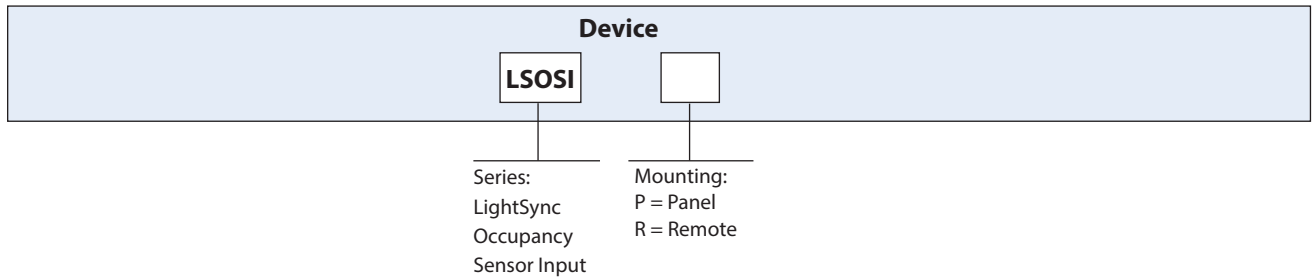 Device
LSOSI
Series:
LightSync
Occupancy
Sensor Input
Mounting:
P = Panel
R = Remote